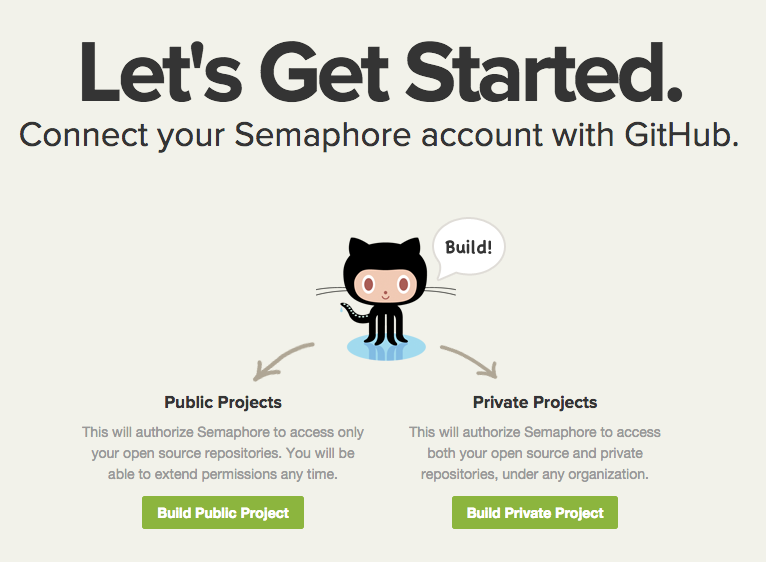 Let's Get Started.
Connect your Semaphore account with GitHub.
Build!
Public Projects
This will authorize Semaphore to access only
your open source repositories. You will be
able to extend permissions any time.
Build Public Project
Private Projects
This will authorize Semaphore to access
both your open source and private
repositories, under any organization.
Build Private Project